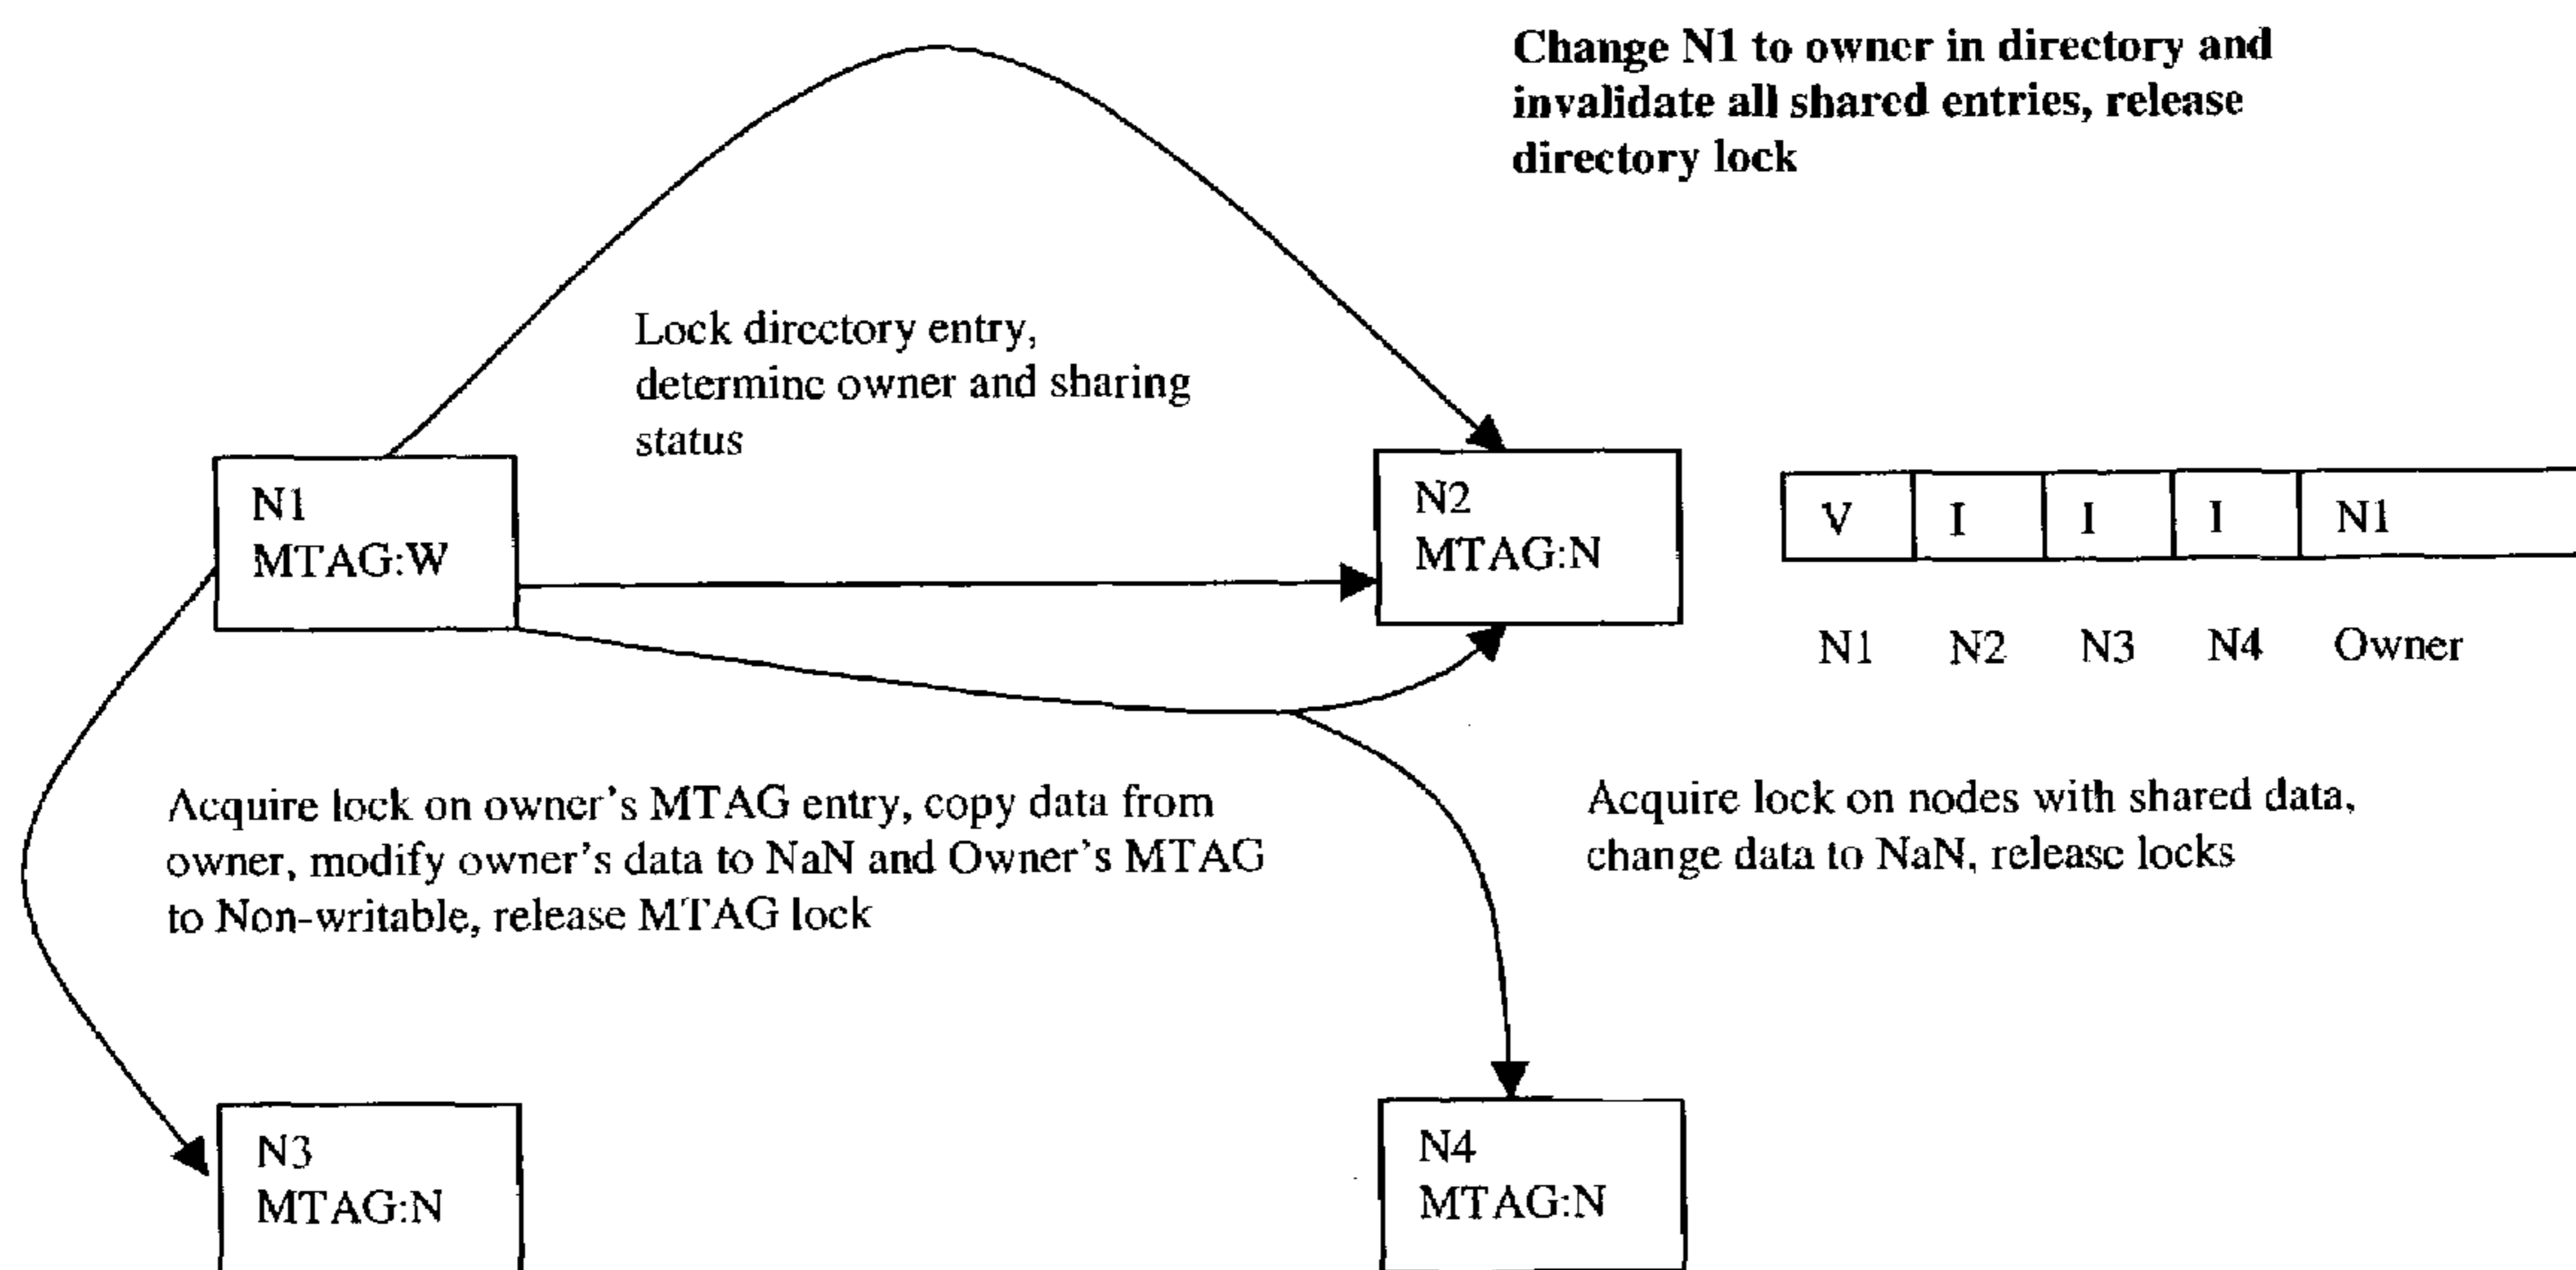 Change N1 to owner in directory and
invalidate all shared entries, release
directory lock
Lock directory entry,
determine owner and sharing
status
N1
MTAG:W
N2
MTAG:N
V I I I N1
N1 N2 N3 N4 Owner
Acquire lock on owner's MTAG entry, copy data from
owner, modify owner's data to NaN and Owner's MTAG
to Non-writable, release MTAG lock
Acquire lock on nodes with shared data,
change data to NaN, release locks
N3
MTAG:N
N4
MTAG:N